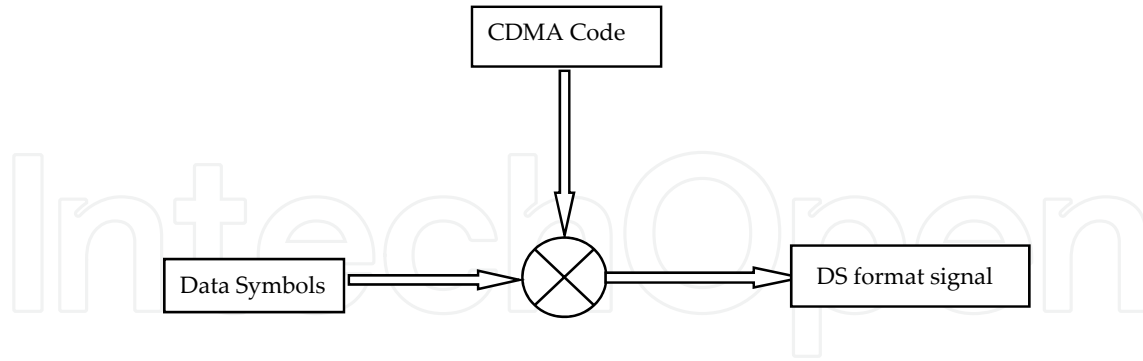 CDMA Code
IntechOpen
Data Symbols
DS format signal